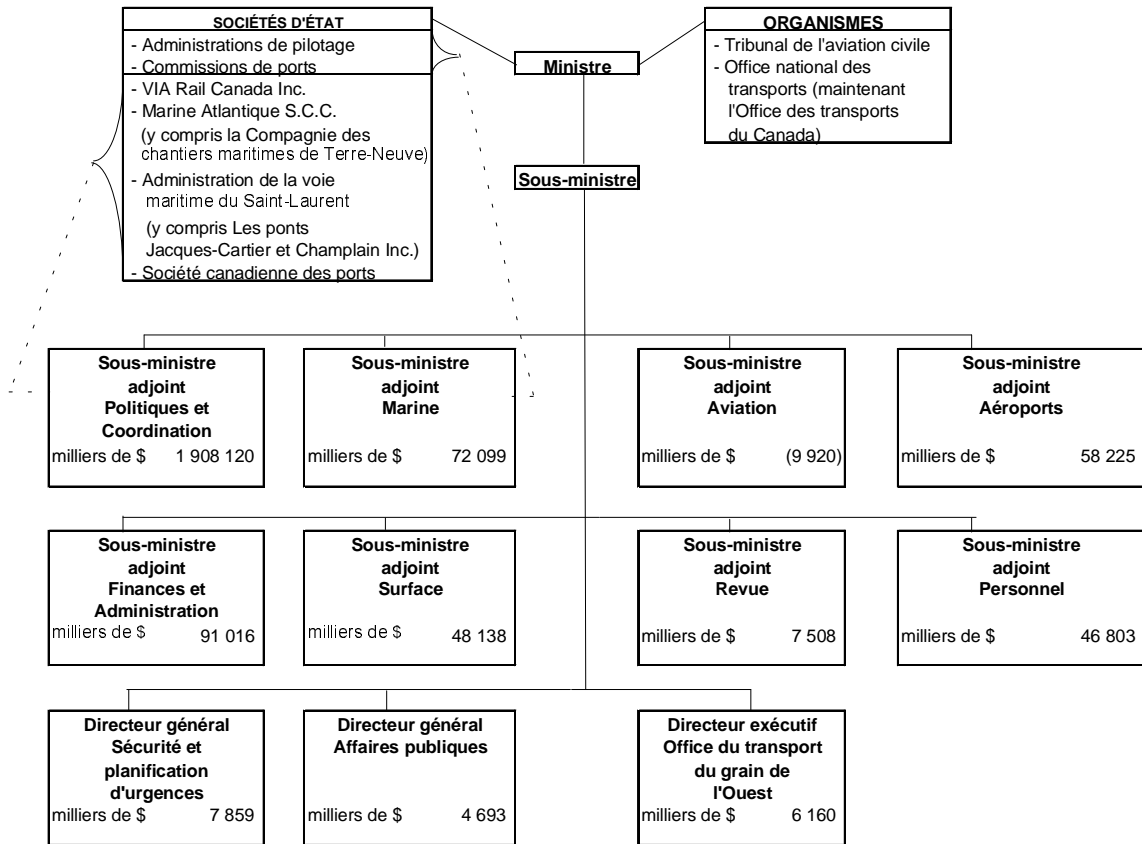 SOCIÉTÉS D'ÉTAT
- Administrations de pilotage
- Commissions de ports
- VIA Rail Canada Inc.
- Marine Atlantique S.C.C.
(y compris la Compagnie des
chantiers maritimes de Terre-Neuve)
- Administration de la voie
maritime du Saint-Laurent
(y compris Les ponts
Jacques-Cartier et Champlain Inc.)
- Société canadienne des ports
Ministre
ORGANISMES
- Tribunal de l'aviation civile
- Office national des
transports (maintenant
l'Office des transports
du Canada)
Sous-ministre
Sous-ministre
adjoint
Politiques et
Coordination
milliers de $ 1 908 120
Sous-ministre
adjoint
Marine
milliers de $ 72 099
Sous-ministre
adjoint
Aviation
milliers de $ (9 920)
Sous-ministre
adjoint
Aéroports
milliers de $ 58 225
Sous-ministre
adjoint
Finances et
Administration
milliers de $ 91 016
Sous-ministre
adjoint
Surface
milliers de $ 48 138
Sous-ministre
adjoint
Revue
milliers de $ 7 508
Sous-ministre
adjoint
Personnel
milliers de $ 46 803
Directeur général
Sécurité et
planification
d'urgences
milliers de $ 7 859
Directeur général
Affaires publiques
milliers de $ 4 693
Directeur exécutif
Office du transport
du grain de
l'Ouest
milliers de $ 6 160